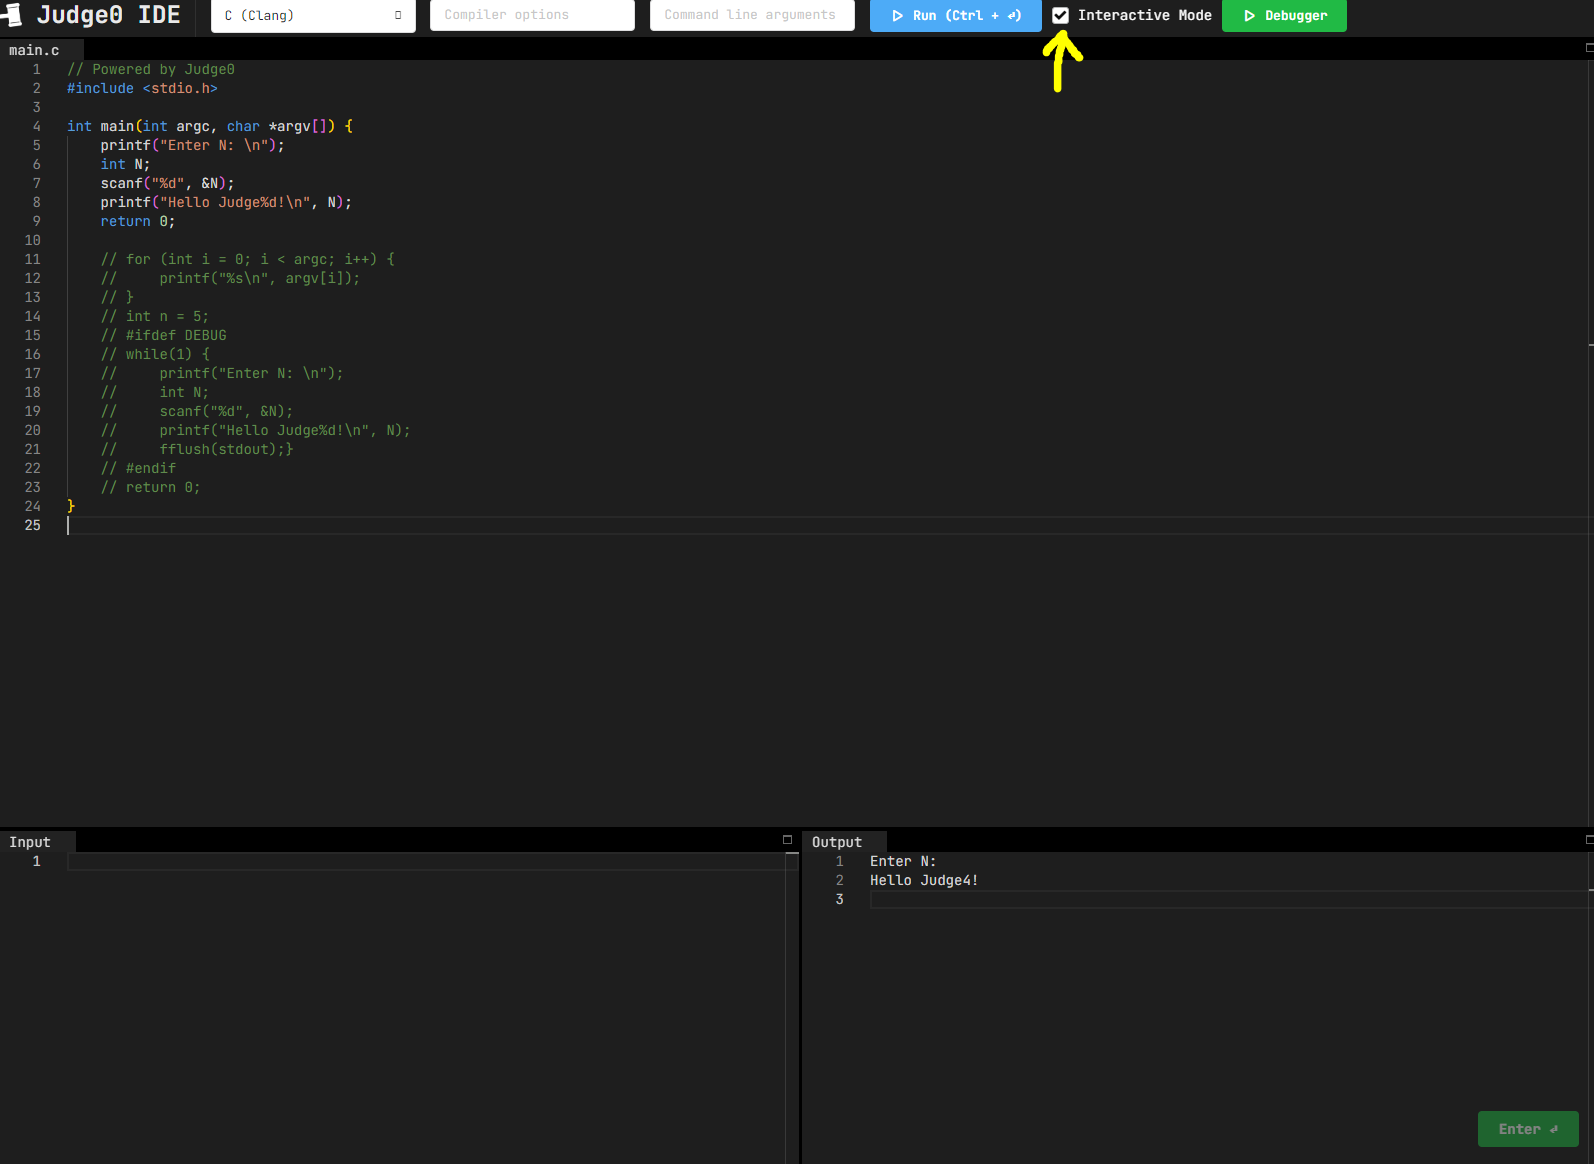 Judge0 IDE
C (Clang)
Compiler options
Command line arguments
Run (Ctrl + ⏎)
Interactive Mode
Debugger
main.c
1 // Powered by Judge0
2 #include <stdio.h>
3
4 int main(int argc, char *argv[]) {
5     printf("Enter N: \n");
6     int N;
7     scanf("%d", &N);
8     printf("Hello Judge%d!\n", N);
9     return 0;
10
11     // for (int i = 0; i < argc; i++) {
12     //     printf("%s\n", argv[i]);
13     // }
14     // int n = 5;
15     // #ifdef DEBUG
16     // while(1) {
17     //     printf("Enter N: \n");
18     //     int N;
19     //     scanf("%d", &N);
20     //     printf("Hello Judge%d!\n", N);
21     //     fflush(stdout);}
22     // #endif
23     // return 0;
24 }
25
Input
1
Output
1 Enter N:
2 Hello Judge4!
3
Enter ⏎